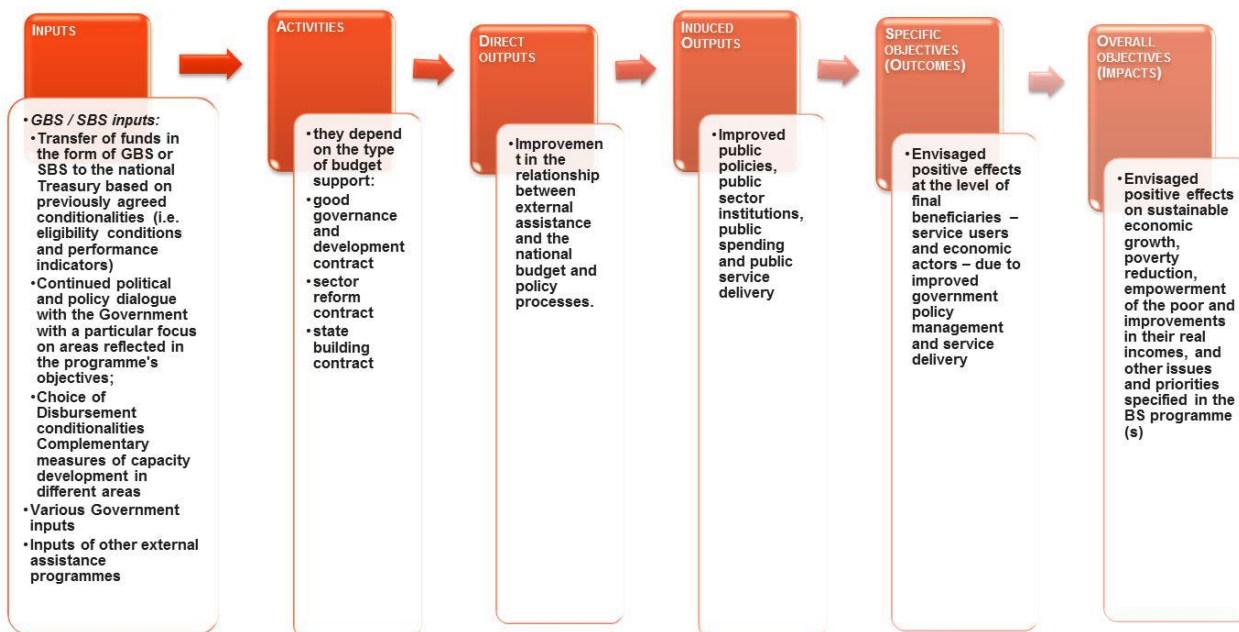 INPUTS
• GBS / SBS inputs:
• Transfer of funds in
the form of GBS or
SBS to the national
Treasury based on
previously agreed
conditionalities (i.e.
eligibility conditions
and performance
indicators)
• Continued political
and policy dialogue
with the Government
with a particular focus
on areas reflected in
the programme's
objectives;
• Choice of
Disbursement
conditionalities
Complementary
measures of capacity
development in
different areas
• Various Government
inputs
• Inputs of other external
assistance
programmes
ACTIVITIES
• they depend
on the type
of budget
support:
• good
governance
and
development
contract
• sector
reform
contract
• state
building
contract
DIRECT
OUTPUTS
• Improvemen
t in the
relationship
between
external
assistance
and the
national
budget and
policy
processes.
INDUCED
OUTPUTS
• Improved
public
policies,
public
sector
institutions,
public
spending
and public
service
delivery
SPECIFIC
OBJECTIVES
(OUTCOMES)
• Envisaged
positive effects
at the level of
final
beneficiaries –
service users
and economic
actors – due to
improved
government
policy
management
and service
delivery
OVERALL
OBJECTIVES
(IMPACTS)
• Envisaged
positive effects
on sustainable
economic
growth,
poverty
reduction,
empowerment
of the poor and
improvements
in their real
incomes, and
other issues
and priorities
specified in the
BS programme
(s)